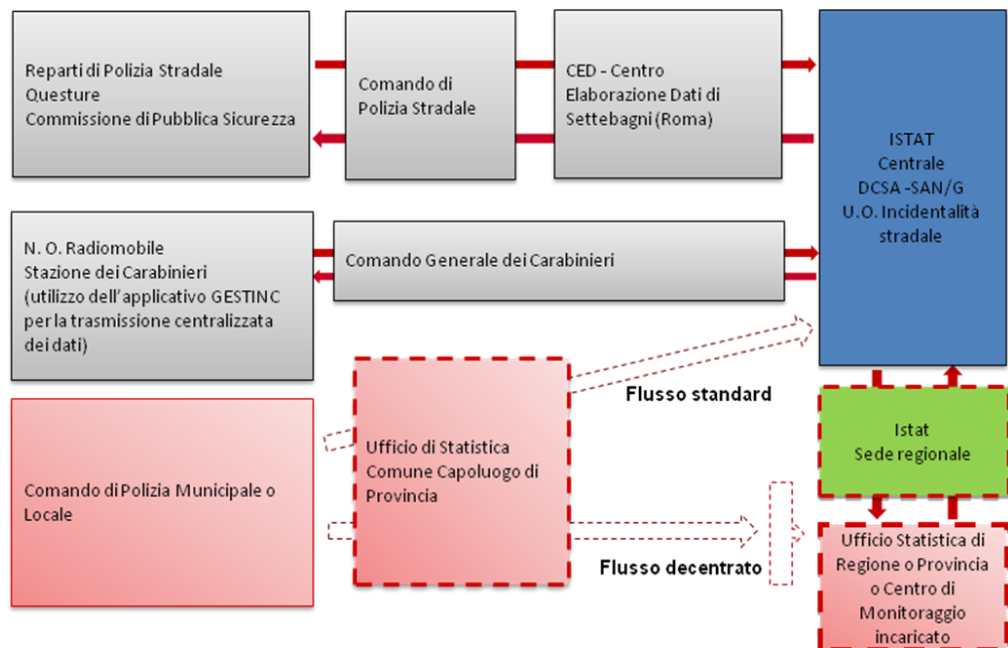 Reparti di Polizia Stradale
Questure
Commissione di Pubblica Sicurezza
Comando di
Polizia Stradale
CED - Centro
Elaborazione Dati di
Settebagni (Roma)
ISTAT
Centrale
DCSA -SAN/G
U.O. Incidentalità
stradale
N. O. Radiomobile
Stazione dei Carabinieri
(utilizzo dell'applicativo GESTINC
per la trasmissione centralizzata
dei dati)
Comando Generale dei Carabinieri
Flusso standard
Istat
Sede regionale
Comando di Polizia Municipale o
Locale
Ufficio di Statistica
Comune Capoluogo di
Provincia
Flusso decentrato
Ufficio Statistica di
Regione o Provincia
o Centro di
Monitoraggio
incaricato